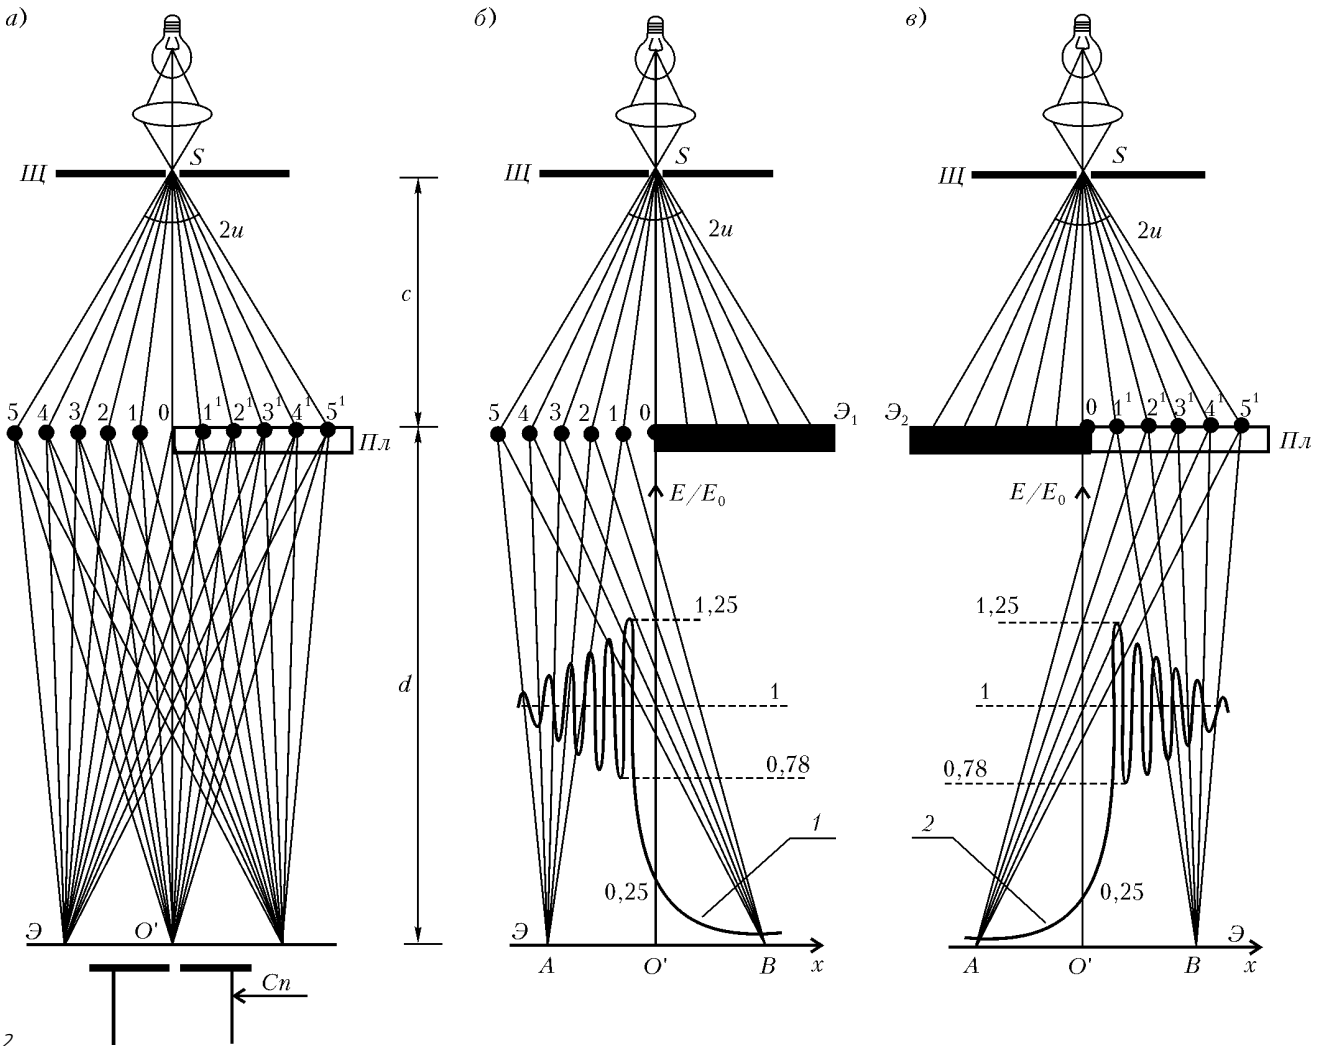 а)
б)
в)
S
S
S
Щ
Щ
Щ
2u
2u
2u
c
5 4 3 2 1 0 1¹ 2¹ 3¹ 4¹ 5¹
Пл
5 4 3 2 1 0
Э₁
Э₂
0 1¹ 2¹ 3¹ 4¹ 5¹
Пл
E/E₀
E/E₀
1,25
1,25
d
1
1
0,78
0,78
1
2
0,25
0,25
Э O'
Э
Э
A O' B x
A O' B x
Сп
2